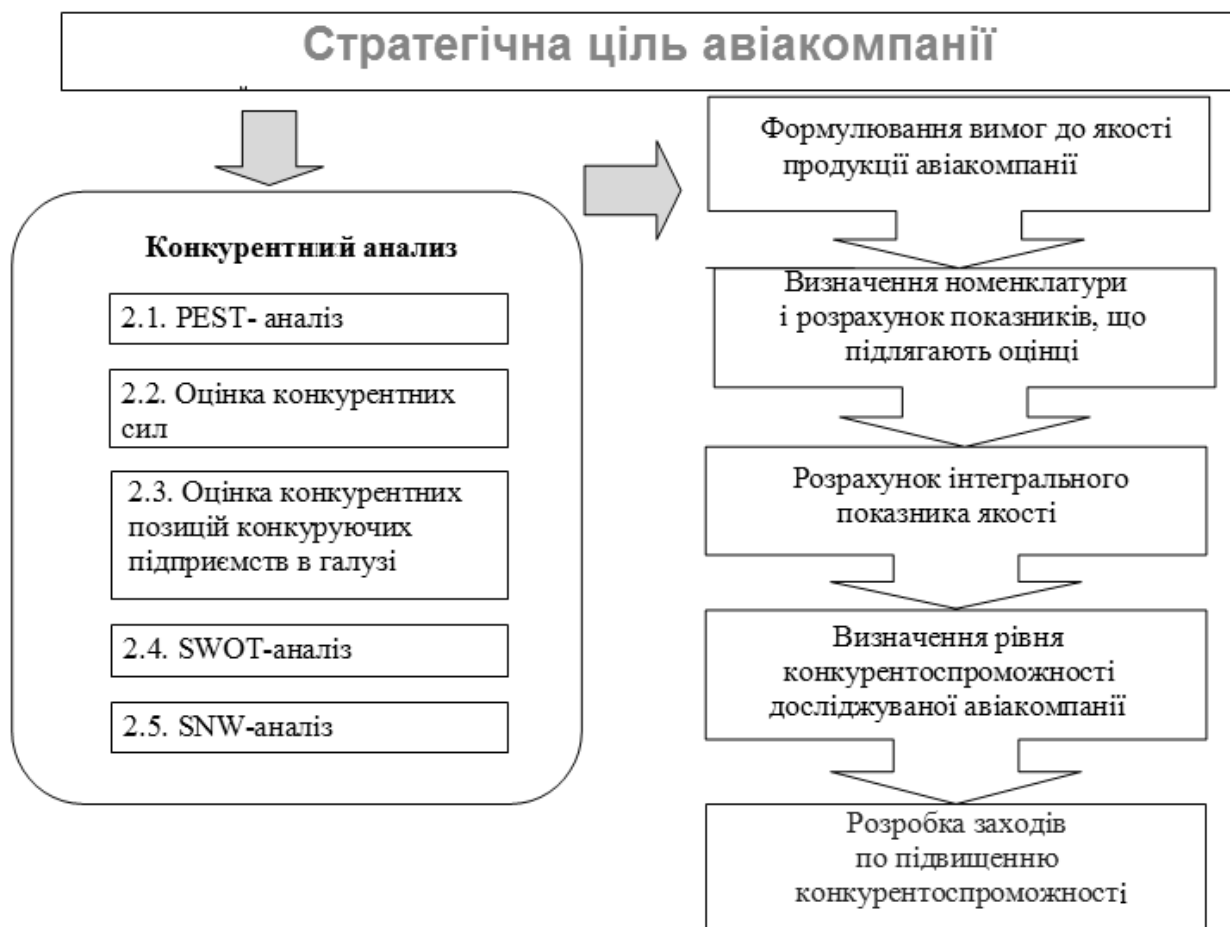 Стратегічна ціль авіакомпанії
Конкурентний анализ
2.1. PEST- аналіз
2.2. Оцінка конкурентних
сил
2.3. Оцінка конкурентних
позицій конкуруючих
підприємств в галузі
2.4. SWOT-аналіз
2.5. SNW-аналіз
Формулювання вимог до якості
продукції авіакомпанії
Визначення номенклатури
і розрахунок показників, що
підлягають оцінці
Розрахунок інтегрального
показника якості
Визначення рівня
конкурентоспроможності
досліджуваної авіакомпанії
Розробка заходів
по підвищенню
конкурентоспроможності